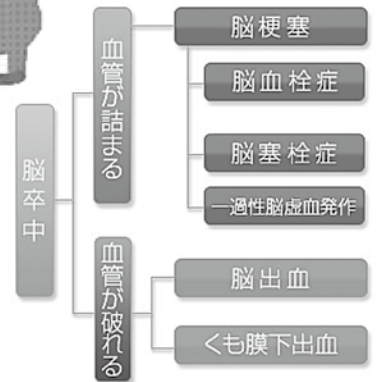 脳卒中
血管が詰まる
脳梗塞
脳血栓症
脳塞栓症
一過性脳虚血発作
血管が破れる
脳出血
くも膜下出血